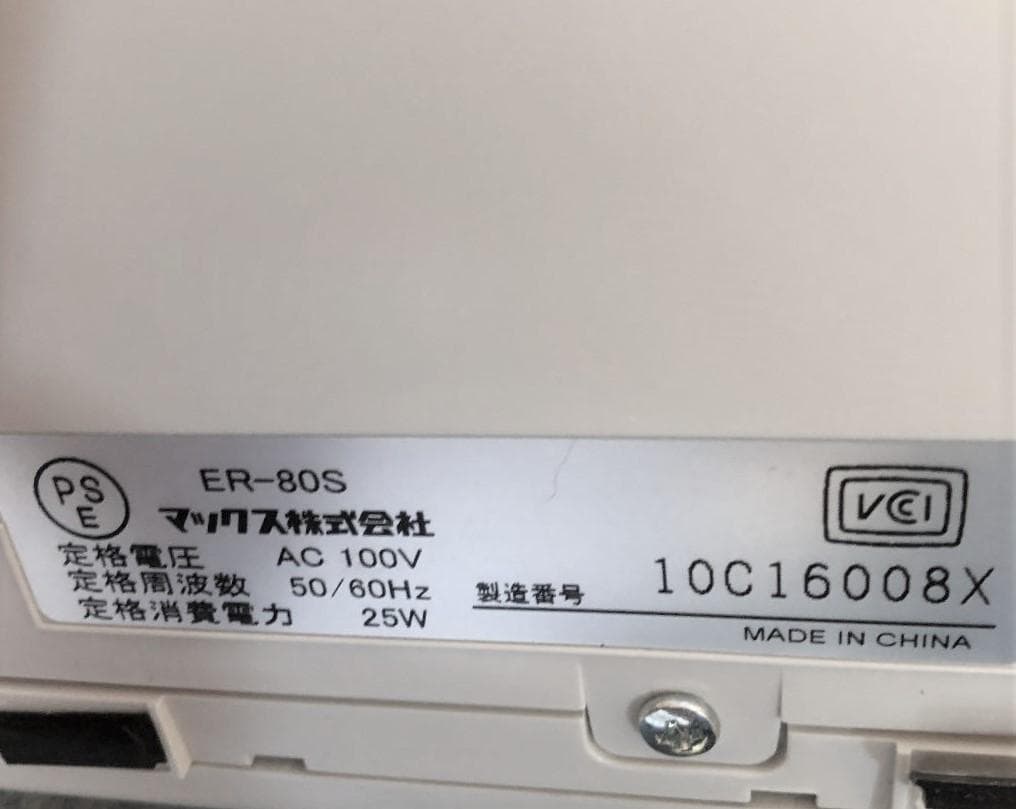 PS
E
ER-80S
マックス株式会社
定格電圧 AC 100V
定格周波数 50/60Hz
定格消費電力 25W
VCCI
製造番号 10C16008X
MADE IN CHINA